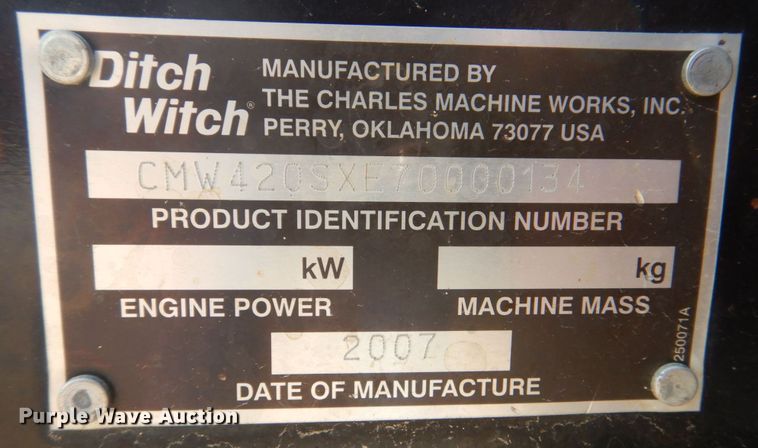 Ditch
Witch®
MANUFACTURED BY
THE CHARLES MACHINE WORKS, INC.
PERRY, OKLAHOMA 73077 USA
CMW420SXE70000134
PRODUCT IDENTIFICATION NUMBER
kW
kg
ENGINE POWER
MACHINE MASS
2007
DATE OF MANUFACTURE
250071A
Purple Wave Auction